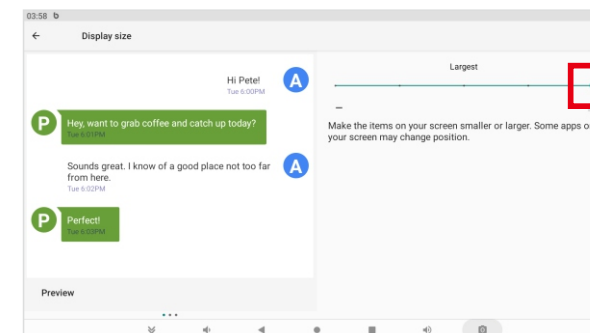 03:58 b
Display size
Hi Pete!
Tue 6:00PM
A
P
Hey, want to grab coffee and catch up today?
Tue 6:01PM
Sounds great. I know of a good place not too far
from here.
Tue 6:02PM
A
P
Perfect!
Tue 6:03PM
Preview
Largest
Make the items on your screen smaller or larger. Some apps o
your screen may change position.